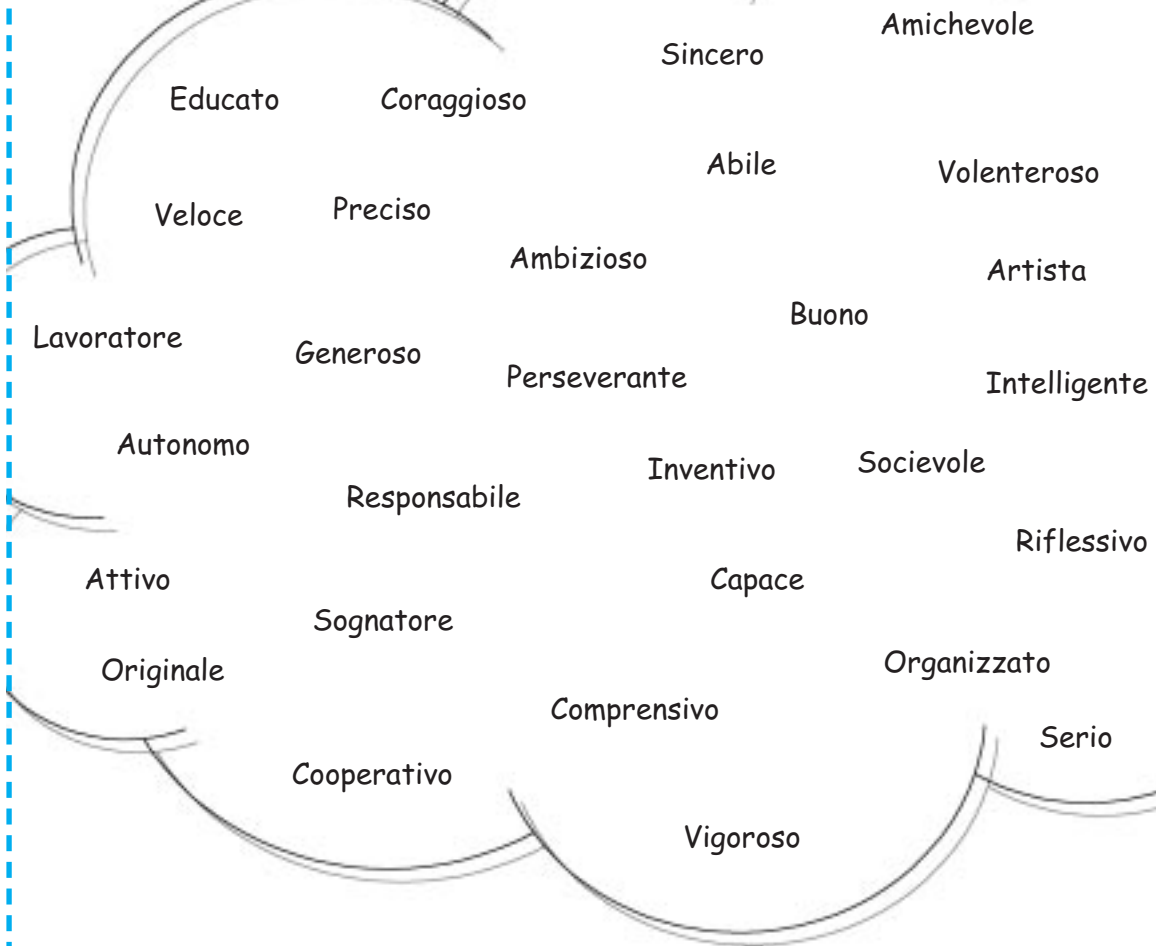 Amichevole
Sincero
Educato
Coraggioso
Abile
Volenteroso
Veloce
Preciso
Ambizioso
Artista
Buono
Lavoratore
Generoso
Perseverante
Intelligente
Autonomo
Inventivo
Socievole
Responsabile
Riflessivo
Attivo
Capace
Sognatore
Originale
Organizzato
Comprensivo
Serio
Cooperativo
Vigoroso